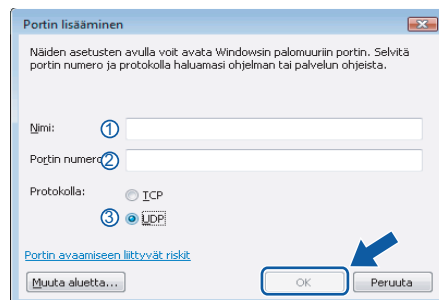 Portin lisääminen
Näiden asetusten avulla voit avata Windowsin palomuuriin portin. Selvitä
portin numero ja protokolla haluamasi ohjelman tai palvelun ohjeista.
Nimi: 1
Portin numero 2
Protokolla: TCP
3 UDP
Portin avaamiseen liittyvät riskit
Muuta aluetta... OK Peruuta